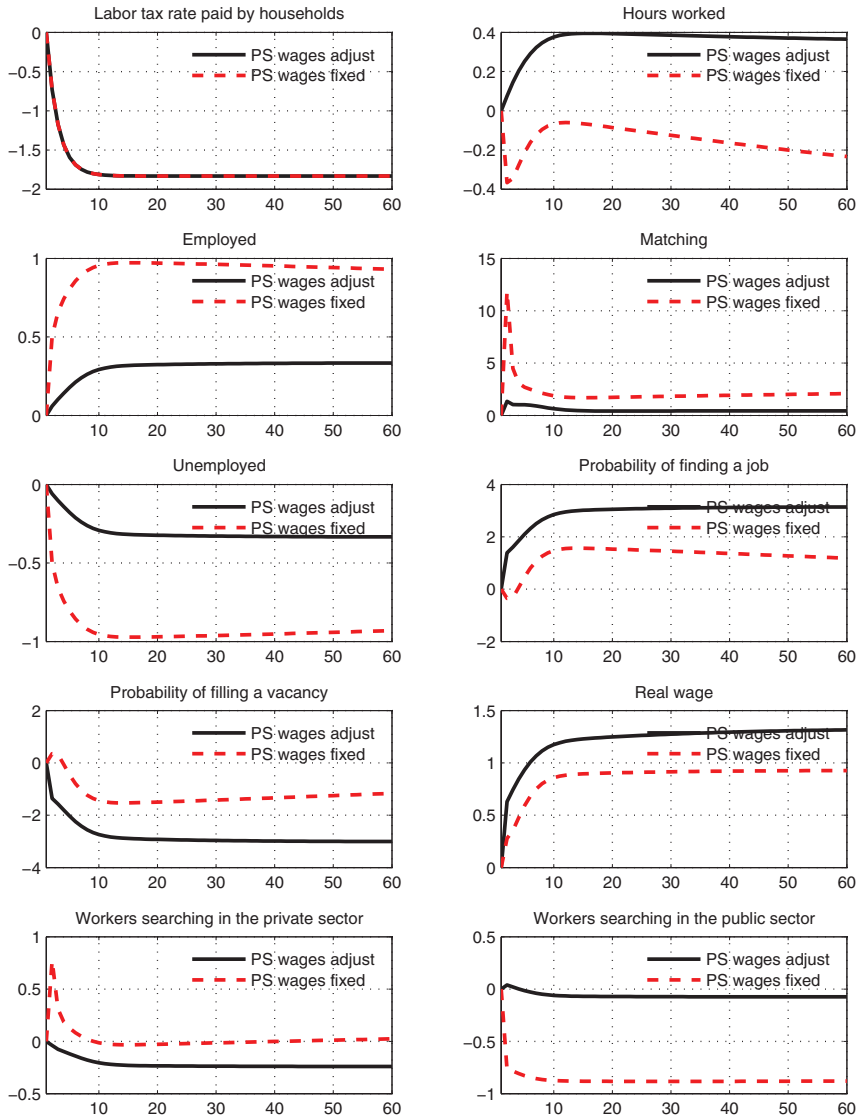 Labor tax rate paid by households
0
−0.5
−1
−1.5
−2
10 20 30 40 50 60
PS wages adjust
PS wages fixed
Hours worked
0.4
0.2
0
−0.2
−0.4
10 20 30 40 50 60
PS wages adjust
PS wages fixed
Employed
1
0.5
0
10 20 30 40 50 60
PS wages adjust
PS wages fixed
Matching
15
10
5
0
10 20 30 40 50 60
PS wages adjust
PS wages fixed
Unemployed
0
−0.5
−1
10 20 30 40 50 60
PS wages adjust
PS wages fixed
Probability of finding a job
4
2
0
−2
10 20 30 40 50 60
PS wages adjust
PS wages fixed
Probability of filling a vacancy
2
0
−2
−4
10 20 30 40 50 60
PS wages adjust
PS wages fixed
Real wage
1.5
1
0.5
0
10 20 30 40 50 60
PS wages adjust
PS wages fixed
Workers searching in the private sector
1
0.5
0
−0.5
10 20 30 40 50 60
PS wages adjust
PS wages fixed
Workers searching in the public sector
0.5
0
−0.5
−1
10 20 30 40 50 60
PS wages adjust
PS wages fixed